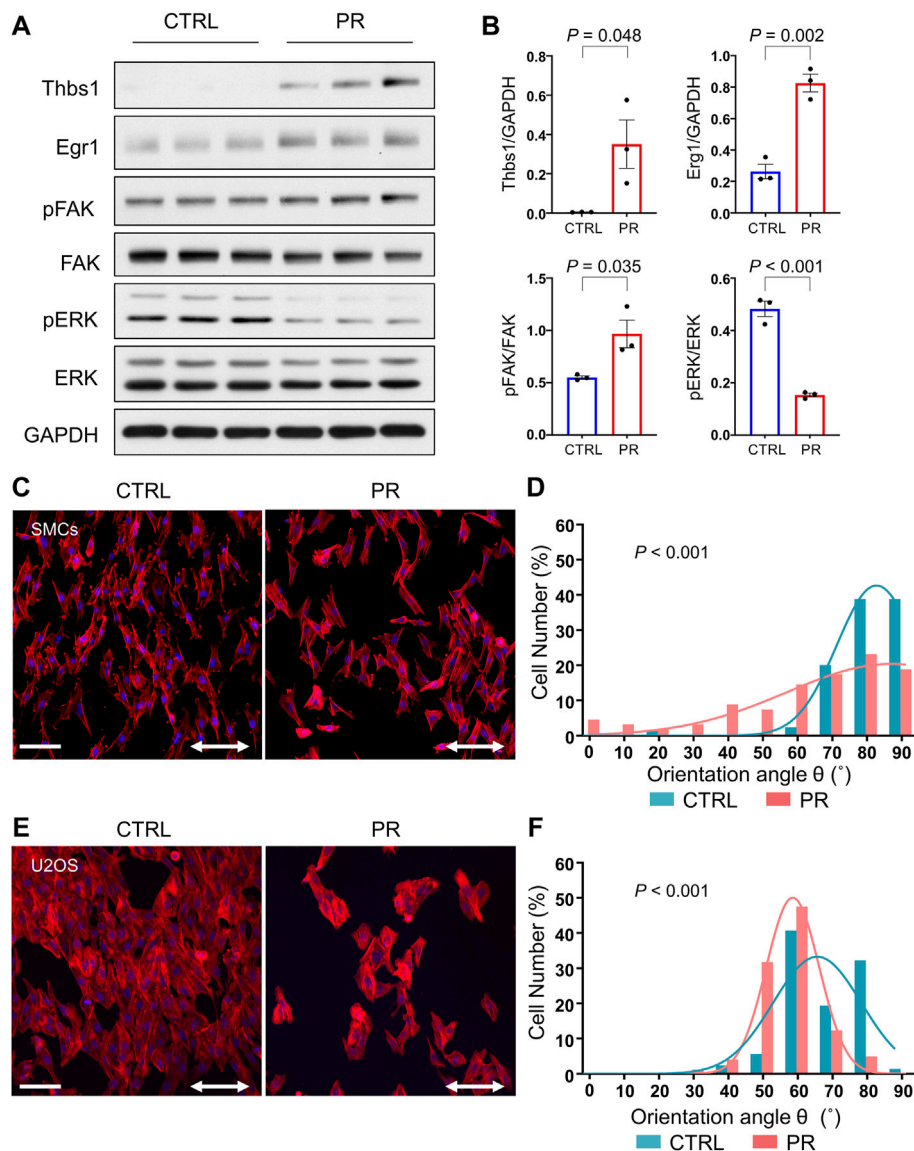 A
CTRL PR
Thbs1
Egr1
pFAK
FAK
pERK
ERK
GAPDH
B
P = 0.048
Thbs1/GAPDH
0.8
0.6
0.4
0.2
0.0
CTRL PR
P = 0.002
Erg1/GAPDH
1.0
0.8
0.6
0.4
0.2
0.0
CTRL PR
P = 0.035
pFAK/FAK
1.5
1.0
0.5
0.0
CTRL PR
P < 0.001
pERK/ERK
0.6
0.4
0.2
0.0
CTRL PR
C
CTRL PR
SMCs
D
P < 0.001
Cell Number (%)
60
50
40
30
20
10
0
0 10 20 30 40 50 60 70 80 90
Orientation angle θ (˚)
CTRL PR
E
CTRL PR
U2OS
F
P < 0.001
Cell Number (%)
60
50
40
30
20
10
0
0 10 20 30 40 50 60 70 80 90
Orientation angle θ (˚)
CTRL PR